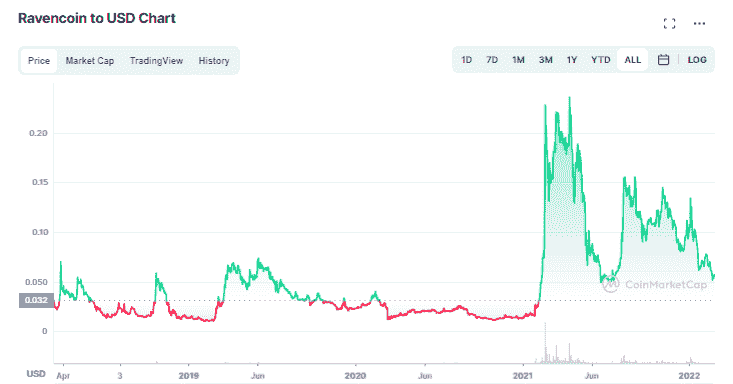 Ravencoin to USD Chart
Price Market Cap TradingView History
1D 7D 1M 3M 1Y YTD ALL LOG
0.20
0.15
0.10
0.050
0.032
0
CoinMarketCap
USD Apr 3 2019 Jun 2020 Jun 2021 Jun 2022